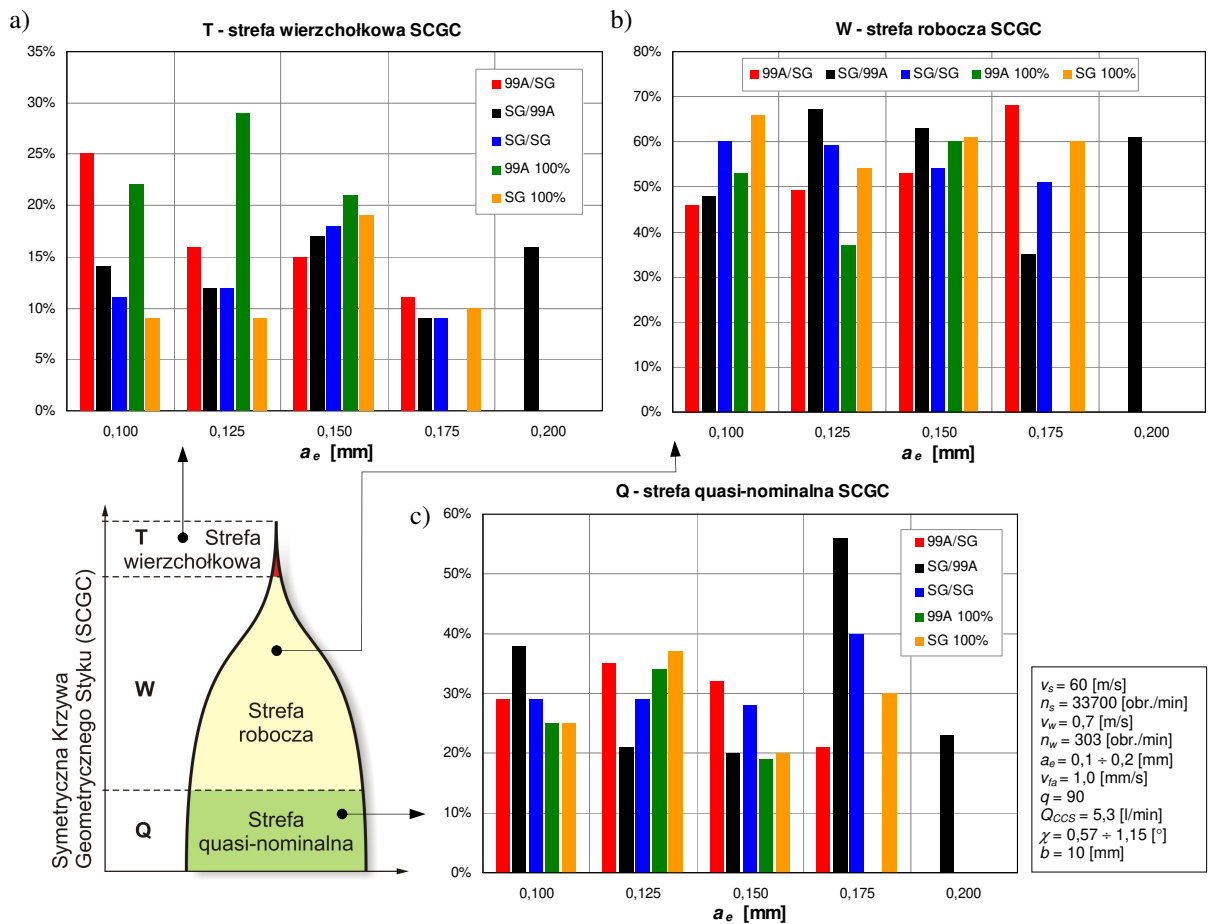 a)
T - strefa wierzchołkowa SCGC
35%
30%
25%
20%
15%
10%
5%
0%
99A/SG
SG/99A
SG/SG
99A 100%
SG 100%
0,100 0,125 0,150 0,175 0,200
a e [mm]
b)
W - strefa robocza SCGC
80%
70%
60%
50%
40%
30%
20%
10%
0%
99A/SG SG/99A SG/SG 99A 100% SG 100%
0,100 0,125 0,150 0,175 0,200
a e [mm]
Symetryczna Krzywa
Geometrycznego Styku (SCGC)
T Strefa
wierzchołkowa
W
Strefa
robocza
Q
Strefa
quasi-nominalna
c)
Q - strefa quasi-nominalna SCGC
60%
50%
40%
30%
20%
10%
0%
99A/SG
SG/99A
SG/SG
99A 100%
SG 100%
0,100 0,125 0,150 0,175 0,200
a e [mm]
vs = 60 [m/s]
ns = 33700 [obr./min]
vw = 0,7 [m/s]
nw = 303 [obr./min]
ae = 0,1 ÷ 0,2 [mm]
vfa = 1,0 [mm/s]
q = 90
QCCS = 5,3 [l/min]
χ = 0,57 ÷ 1,15 [°]
b = 10 [mm]